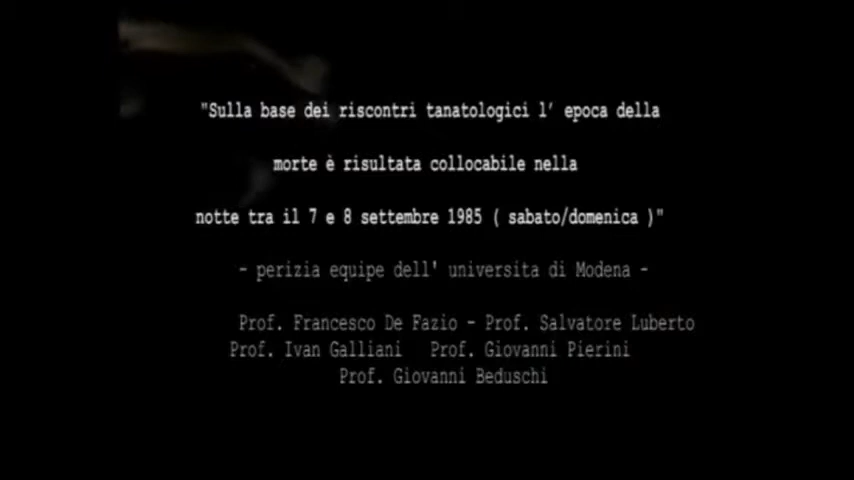 "Sulla base dei riscontri tanatologici l' epoca della
morte è risultata collocabile nella
notte tra il 7 e 8 settembre 1985 ( sabato/domenica )"
- perizia equipe dell' universita di Modena -
Prof. Francesco De Fazio - Prof. Salvatore Luberto
Prof. Ivan Galliani   Prof. Giovanni Pierini
Prof. Giovanni Beduschi